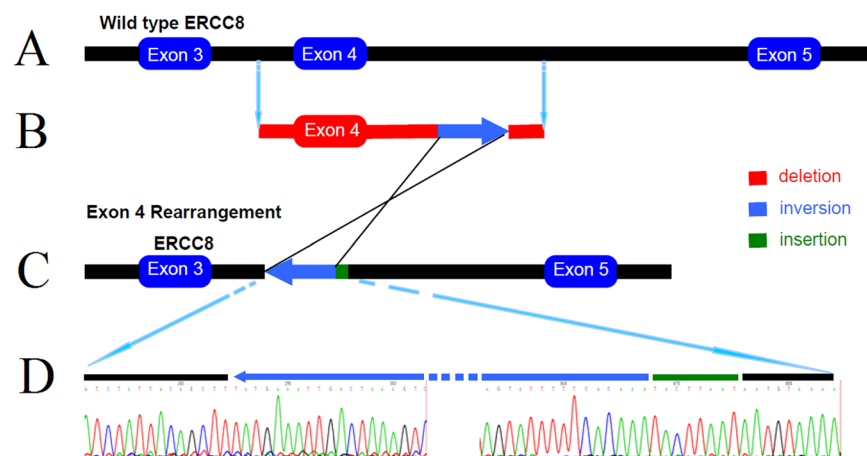 Wild type ERCC8
A
Exon 3 Exon 4 Exon 5
B
Exon 4
deletion
inversion
insertion
Exon 4 Rearrangement
ERCC8
C
Exon 3 Exon 5
D